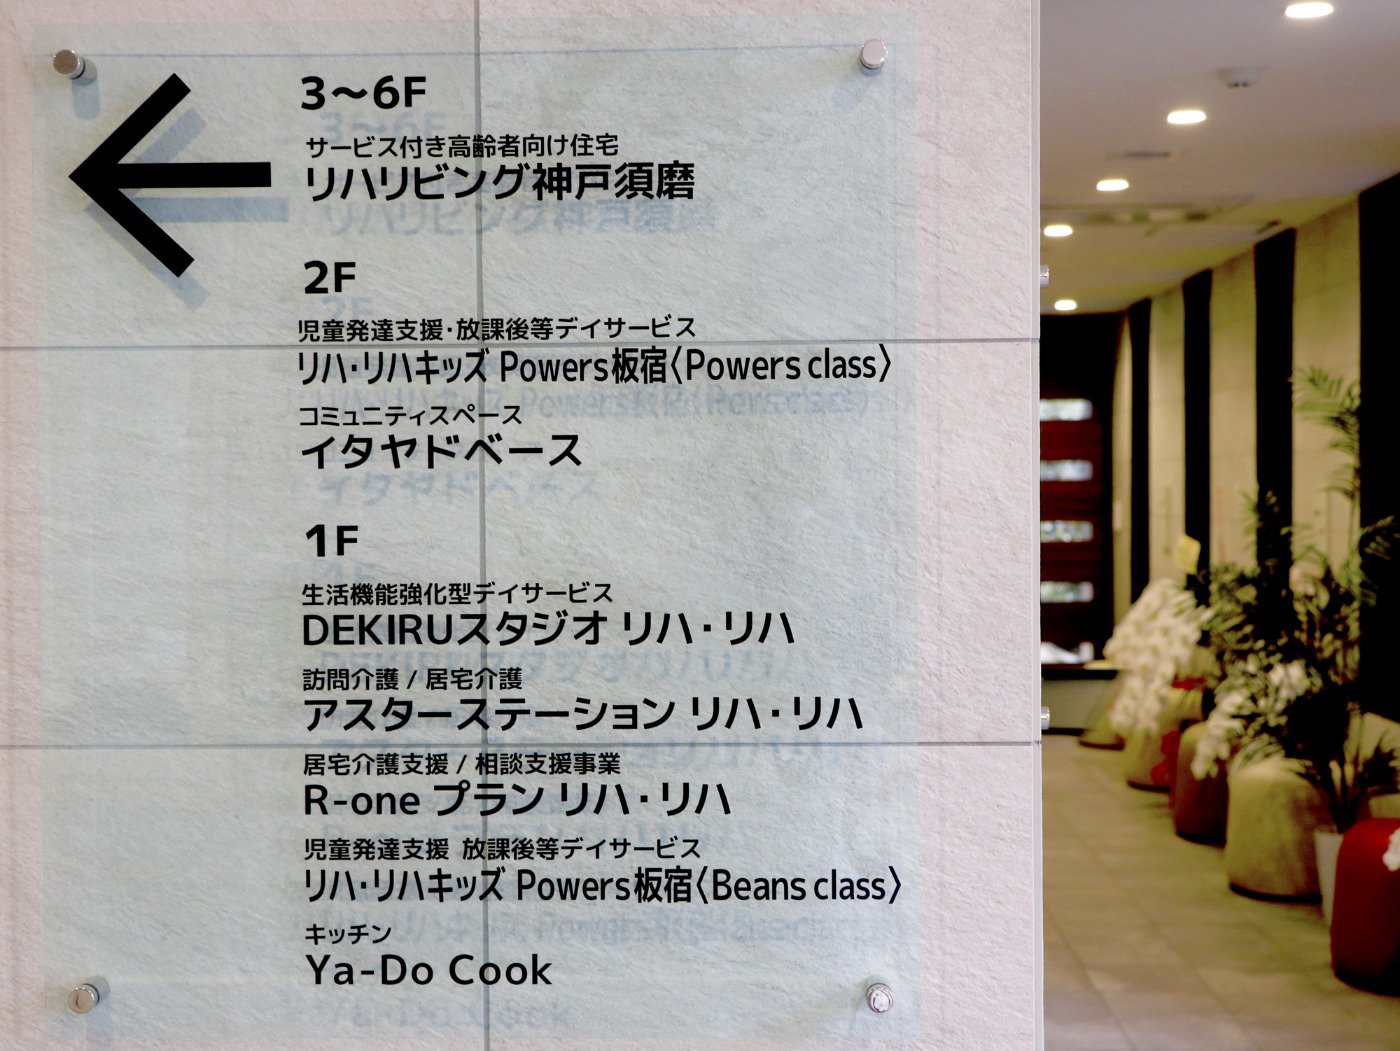 3〜6F
サービス付き高齢者向け住宅
リハリビング神戸須磨
2F
児童発達支援・放課後等デイサービス
リハ・リハキッズ Powers板宿〈Powers class〉
コミュニティスペース
イタヤドベース
1F
生活機能強化型デイサービス
DEKIRUスタジオ リハ・リハ
訪問介護 / 居宅介護
アスターステーション リハ・リハ
居宅介護支援 / 相談支援事業
R-one プラン リハ・リハ
児童発達支援 放課後等デイサービス
リハ・リハキッズ Powers板宿〈Beans class〉
キッチン
Ya-Do Cook